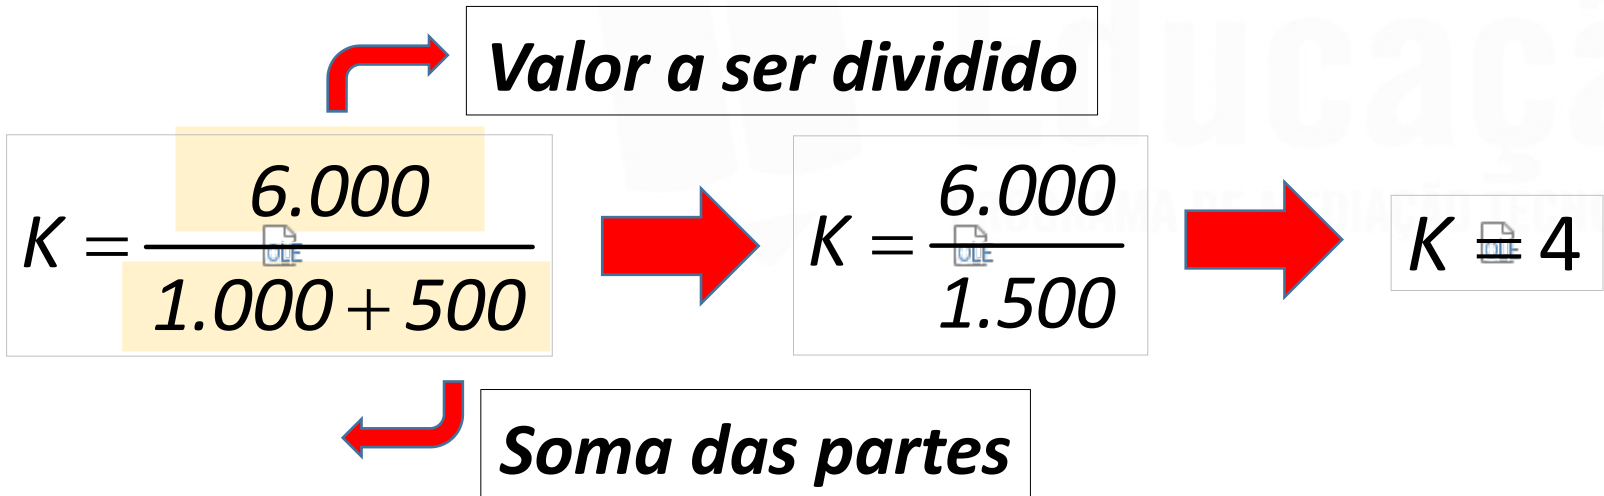 Valor a ser dividido
K = 6.000 / 1.000 + 500
K = 6.000 / 1.500
K = 4
Soma das partes